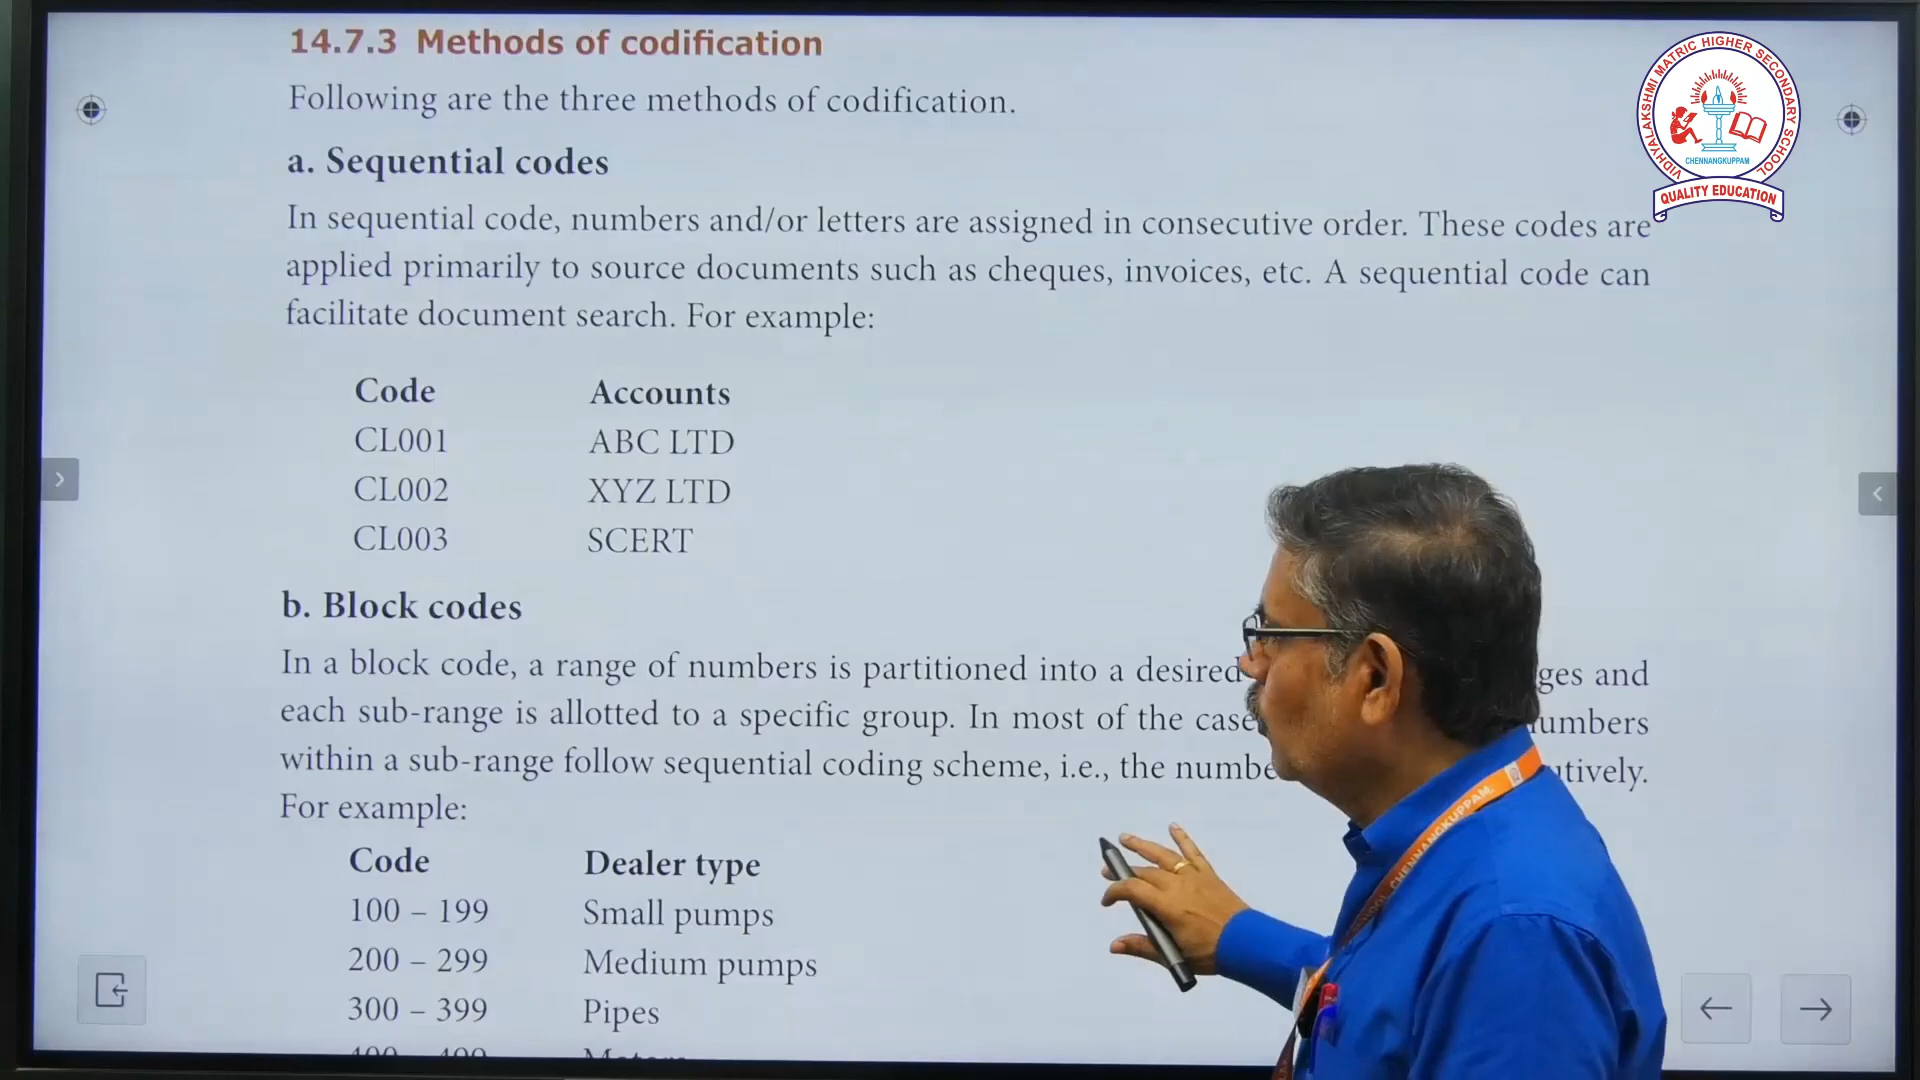 14.7.3 Methods of codification
Following are the three methods of codification.
a. Sequential codes
In sequential code, numbers and/or letters are assigned in consecutive order. These codes are
applied primarily to source documents such as cheques, invoices, etc. A sequential code can
facilitate document search. For example:
Code Accounts
CL001 ABC LTD
CL002 XYZ LTD
CL003 SCERT
b. Block codes
In a block code, a range of numbers is partitioned into a desired ges and
each sub-range is allotted to a specific group. In most of the case umbers
within a sub-range follow sequential coding scheme, i.e., the numbe utively.
For example:
Code Dealer type
100 – 199 Small pumps
200 – 299 Medium pumps
300 – 399 Pipes
VIDHYALAKSHMI MATRIC HIGHER SECONDARY SCHOOL
CHENNANGKUPPAM
QUALITY EDUCATION
CHENNANGKUPPAM.